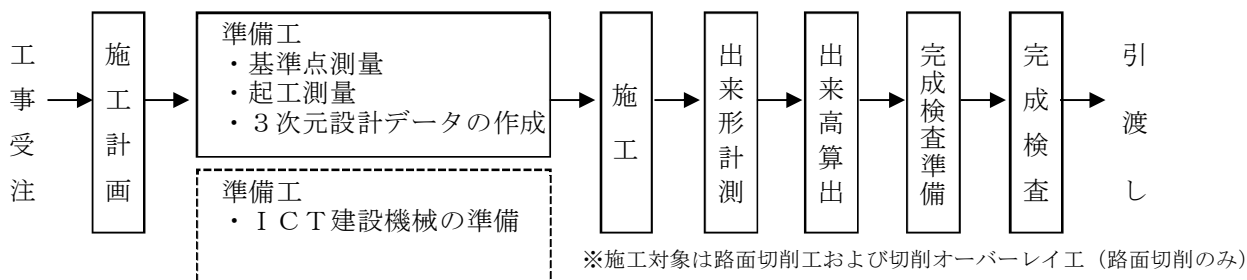 工事受注
施工計画
準備工
・基準点測量
・起工測量
・３次元設計データの作成
準備工
・ＩＣＴ建設機械の準備
施工
出来形計測
出来高算出
完成検査準備
完成検査
引渡し
※施工対象は路面切削工および切削オーバーレイ工（路面切削のみ）